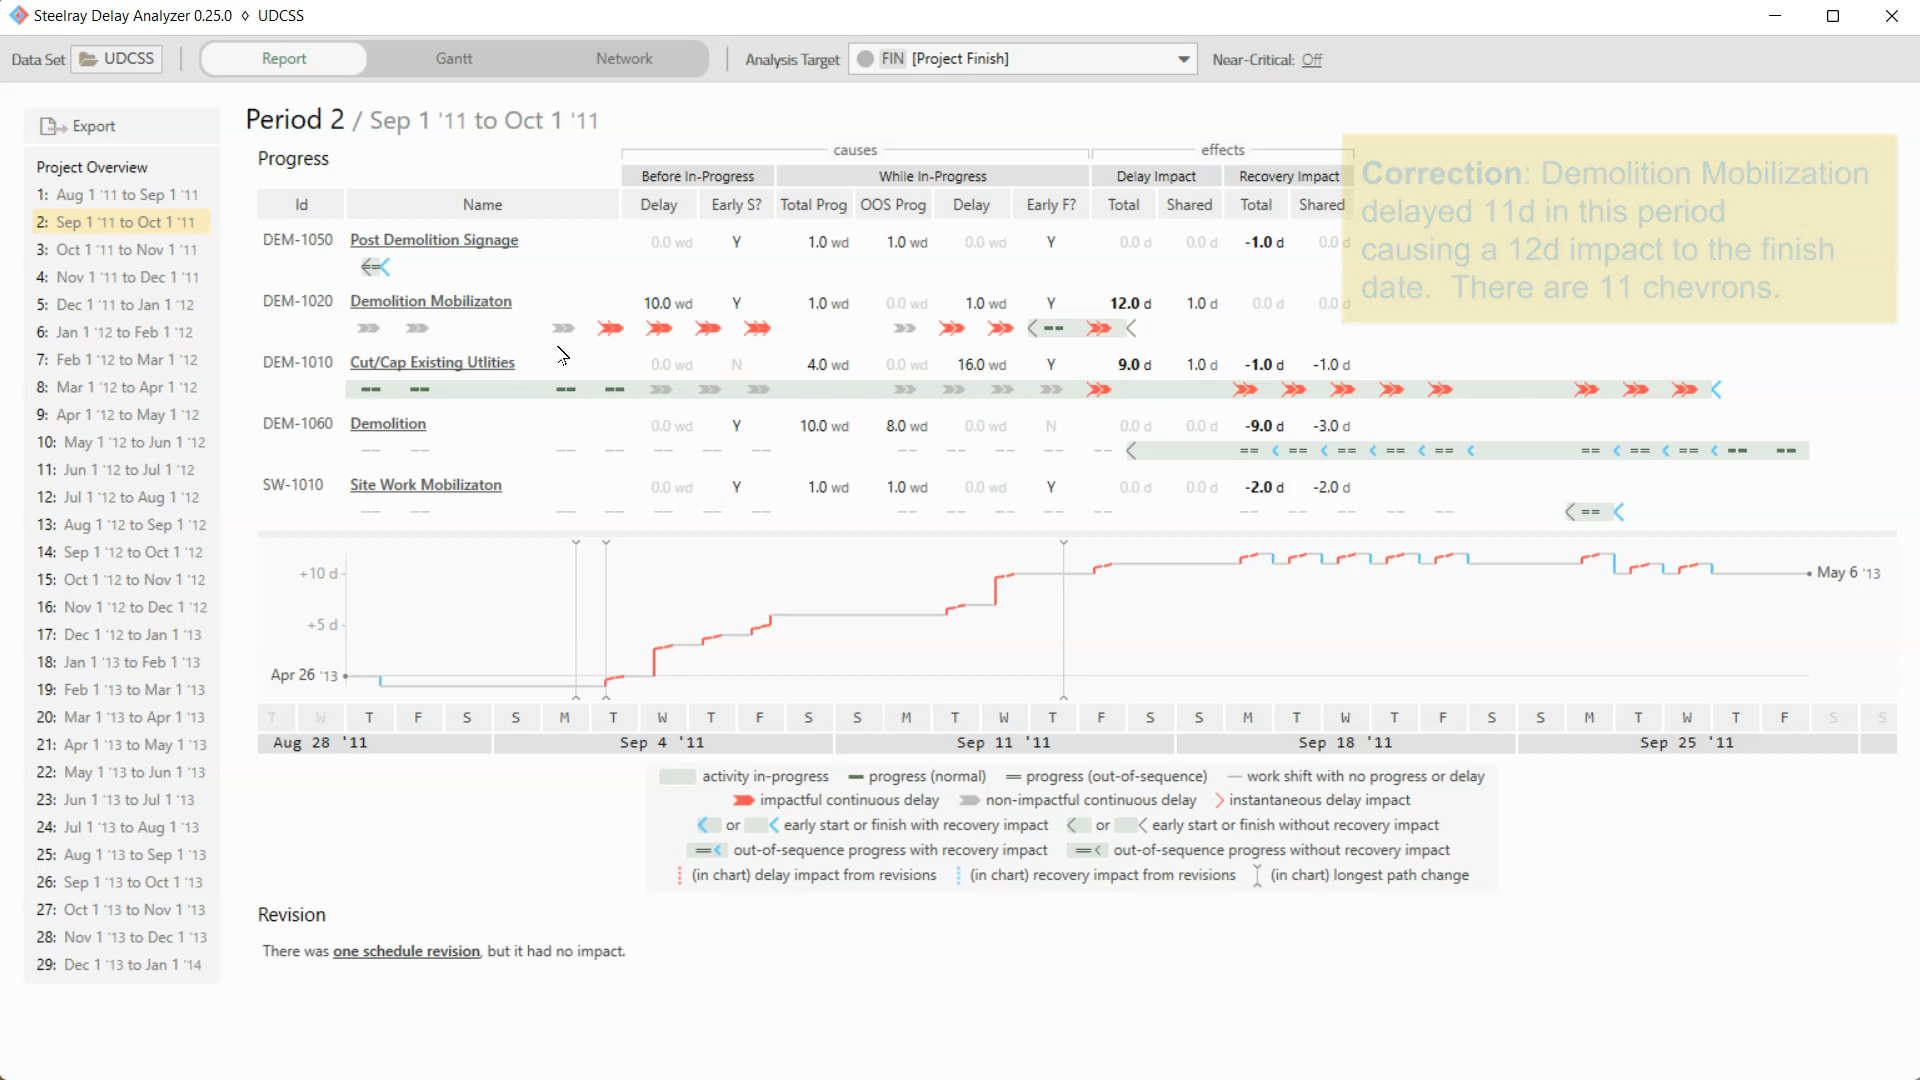 Steelray Delay Analyzer 0.25.0 ◊ UDCSS
Data Set UDCSS Report Gantt Network Analysis Target FIN [Project Finish] Near-Critical: Off
Export
Project Overview
1: Aug 1 '11 to Sep 1 '11
2: Sep 1 '11 to Oct 1 '11
3: Oct 1 '11 to Nov 1 '11
4: Nov 1 '11 to Dec 1 '11
5: Dec 1 '11 to Jan 1 '12
6: Jan 1 '12 to Feb 1 '12
7: Feb 1 '12 to Mar 1 '12
8: Mar 1 '12 to Apr 1 '12
9: Apr 1 '12 to May 1 '12
10: May 1 '12 to Jun 1 '12
11: Jun 1 '12 to Jul 1 '12
12: Jul 1 '12 to Aug 1 '12
13: Aug 1 '12 to Sep 1 '12
14: Sep 1 '12 to Oct 1 '12
15: Oct 1 '12 to Nov 1 '12
16: Nov 1 '12 to Dec 1 '12
17: Dec 1 '12 to Jan 1 '13
18: Jan 1 '13 to Feb 1 '13
19: Feb 1 '13 to Mar 1 '13
20: Mar 1 '13 to Apr 1 '13
21: Apr 1 '13 to May 1 '13
22: May 1 '13 to Jun 1 '13
23: Jun 1 '13 to Jul 1 '13
24: Jul 1 '13 to Aug 1 '13
25: Aug 1 '13 to Sep 1 '13
26: Sep 1 '13 to Oct 1 '13
27: Oct 1 '13 to Nov 1 '13
28: Nov 1 '13 to Dec 1 '13
29: Dec 1 '13 to Jan 1 '14
Period 2 / Sep 1 '11 to Oct 1 '11
Progress
causes effects
Before In-Progress While In-Progress Delay Impact Recovery Impact
Id Name Delay Early S? Total Prog OOS Prog Delay Early F? Total Shared Total Shared
DEM-1050 Post Demolition Signage 0.0 wd Y 1.0 wd 1.0 wd 0.0 wd Y 0.0 d 0.0 d -1.0 d 0.0
DEM-1020 Demolition Mobilizaton 10.0 wd Y 1.0 wd 0.0 wd 1.0 wd Y 12.0 d 1.0 d 0.0 d 0.0
DEM-1010 Cut/Cap Existing Utlities 0.0 wd N 4.0 wd 0.0 wd 16.0 wd Y 9.0 d 1.0 d -1.0 d -1.0 d
DEM-1060 Demolition 0.0 wd Y 10.0 wd 8.0 wd 0.0 wd N 0.0 d 0.0 d -9.0 d -3.0 d
SW-1010 Site Work Mobilizaton 0.0 wd Y 1.0 wd 1.0 wd 0.0 wd Y 0.0 d 0.0 d -2.0 d -2.0 d
Correction: Demolition Mobilization
delayed 11d in this period
causing a 12d impact to the finish
date. There are 11 chevrons.
+10 d
May 6 '13
+5 d
Apr 26 '13
T W T F S S M T W T F S S M T W T F S S M T W T F S S M T W T F S S
Aug 28 '11 Sep 4 '11 Sep 11 '11 Sep 18 '11 Sep 25 '11
activity in-progress progress (normal) progress (out-of-sequence) work shift with no progress or delay
impactful continuous delay non-impactful continuous delay instantaneous delay impact
or early start or finish with recovery impact or early start or finish without recovery impact
out-of-sequence progress with recovery impact out-of-sequence progress without recovery impact
(in chart) delay impact from revisions (in chart) recovery impact from revisions (in chart) longest path change
Revision
There was one schedule revision, but it had no impact.